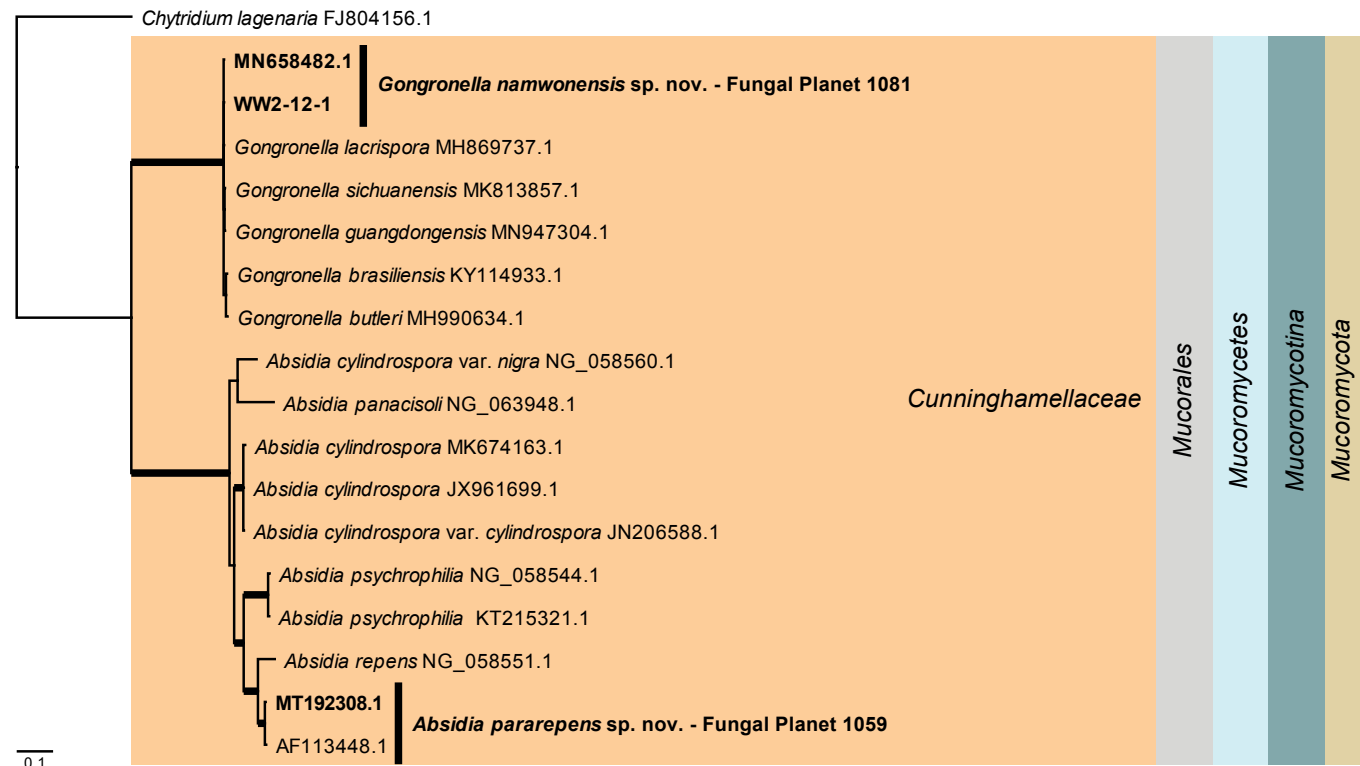 Chytridium lagenaria FJ804156.1
MN658482.1
Gongronella namwonensis sp. nov. - Fungal Planet 1081
WW2-12-1
Gongronella lacrispora MH869737.1
Gongronella sichuanensis MK813857.1
Gongronella guangdongensis MN947304.1
Gongronella brasiliensis KY114933.1
Gongronella butleri MH990634.1
Absidia cylindrospora var. nigra NG_058560.1
Absidia panacisoli NG_063948.1
Absidia cylindrospora MK674163.1
Absidia cylindrospora JX961699.1
Absidia cylindrospora var. cylindrospora JN206588.1
Absidia psychrophilia NG_058544.1
Absidia psychrophilia KT215321.1
Absidia repens NG_058551.1
MT192308.1
Absidia pararepens sp. nov. - Fungal Planet 1059
AF113448.1
Cunninghamellaceae
Mucorales
Mucoromycetes
Mucoromycotina
Mucoromycota
0.1